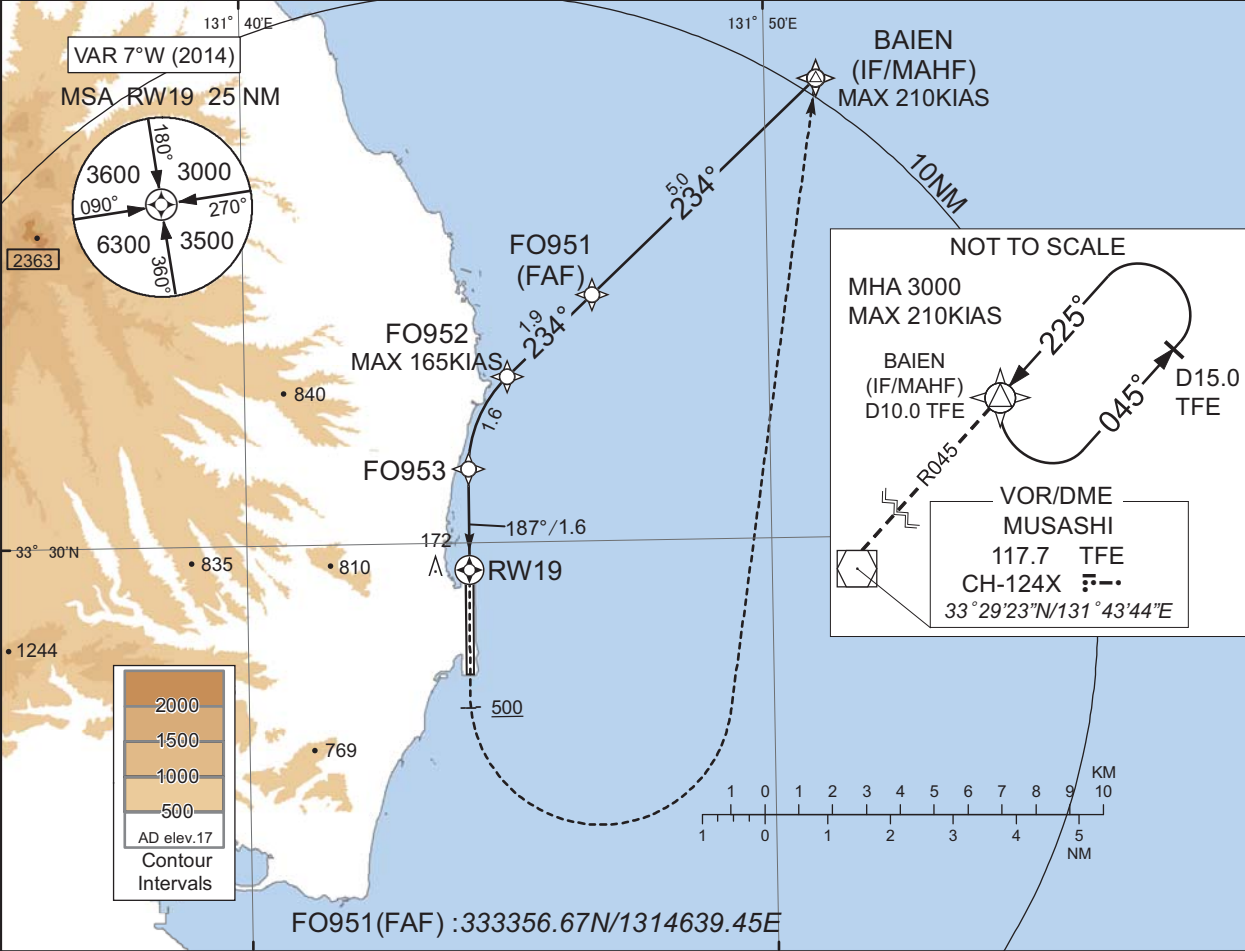 131° 40'E
131° 50'E
VAR 7°W (2014)
MSA RW19 25 NM
180°
3600
3000
090°
270°
6300
3500
360°
2363
BAIEN
(IF/MAHF)
MAX 210KIAS
10NM
5.0
234°
FO951
(FAF)
1.9
234°
FO952
MAX 165KIAS
1.6
840
FO953
187°/1.6
172
33° 30'N
835
810
RW19
1244
500
769
NOT TO SCALE
MHA 3000
MAX 210KIAS
225°
BAIEN
(IF/MAHF)
D10.0 TFE
D15.0
TFE
045°
R045
VOR/DME
MUSASHI
117.7 TFE
CH-124X
33°29'23"N/131°43'44"E
2000
1500
1000
500
AD elev.17
Contour
Intervals
KM
1 0 1 2 3 4 5 6 7 8 9 10
1 0 1 2 3 4 5
NM
FO951(FAF) :333356.67N/1314639.45E